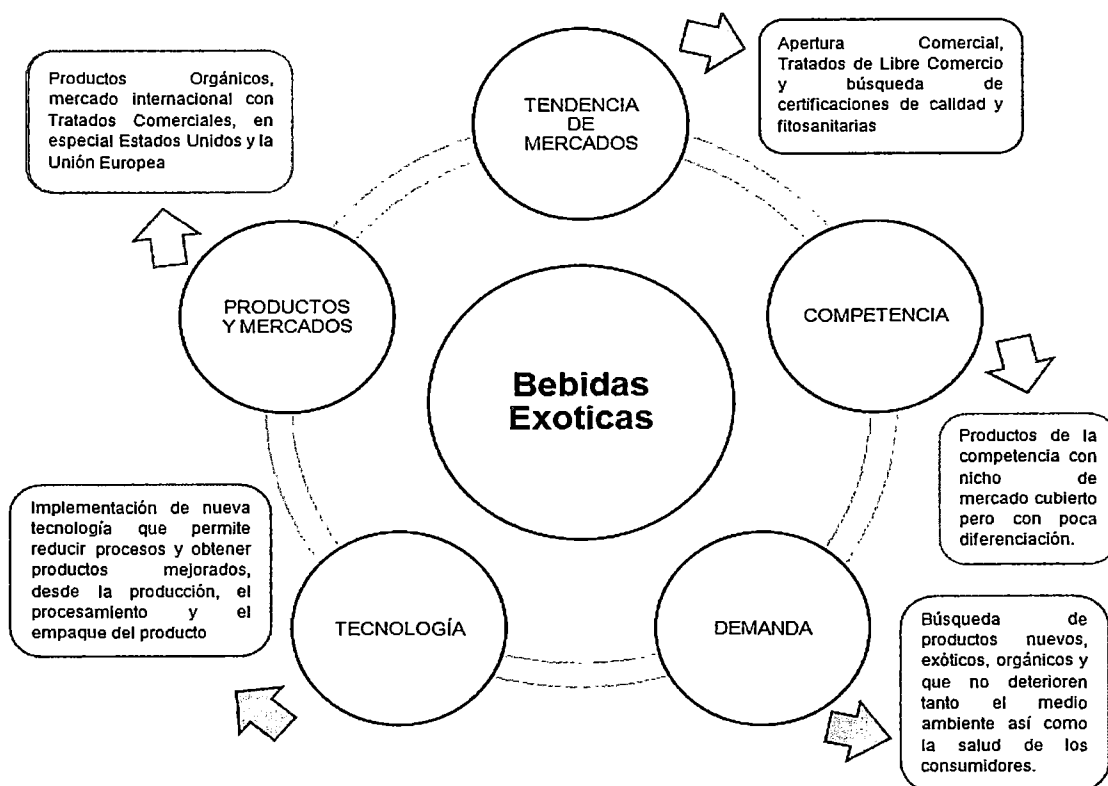 Apertura Comercial,
Tratados de Libre Comercio
y búsqueda de
certificaciones de calidad y
fitosanitarias
TENDENCIA
DE
MERCADOS
Productos Orgánicos,
mercado internacional con
Tratados Comerciales, en
especial Estados Unidos y la
Unión Europea
PRODUCTOS
Y MERCADOS
COMPETENCIA
Bebidas
Exoticas
Productos de la
competencia con
nicho de
mercado cubierto
pero con poca
diferenciación.
Implementación de nueva
tecnología que permite
reducir procesos y obtener
productos mejorados,
desde la producción, el
procesamiento y el
empaque del producto
TECNOLOGÍA
DEMANDA
Búsqueda de
productos nuevos,
exóticos, orgánicos y
que no deterioren
tanto el medio
ambiente así como
la salud de los
consumidores.